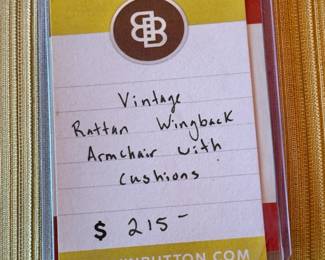 Vintage
Rattan Wingback
Armchair with
Cushions
$ 215-